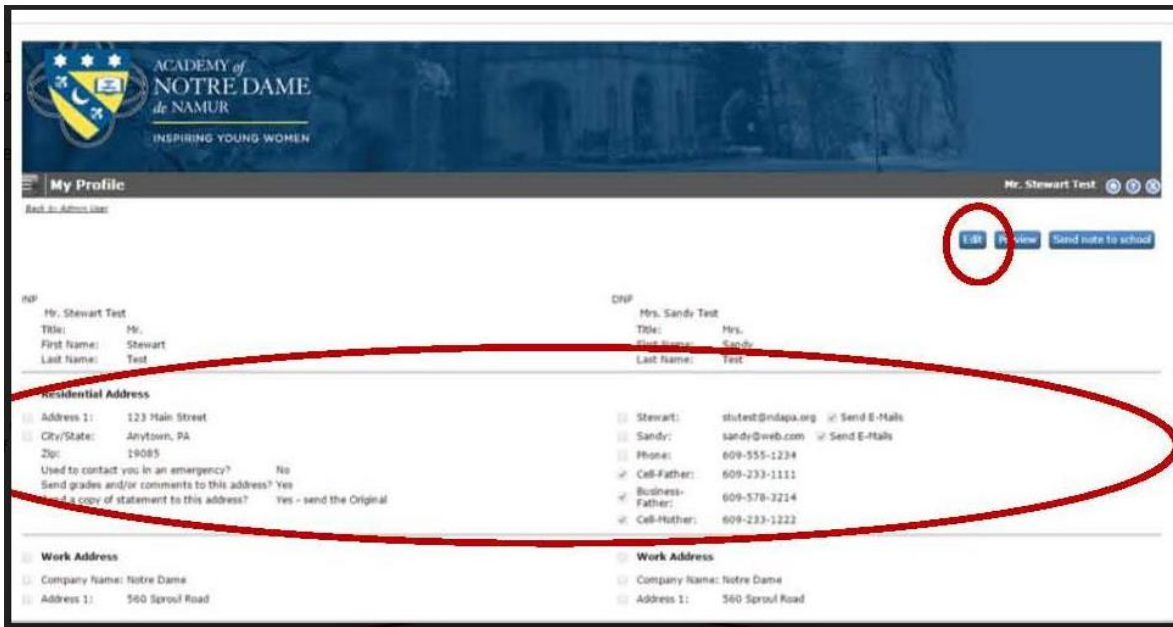 ACADEMY of
NOTRE DAME
de NAMUR
INSPIRING YOUNG WOMEN
My Profile
Mr. Stewart Test
Back to Admin User
Edit Preview Send note to school
DNP
Mr. Stewart Test
Title: Mr.
First Name: Stewart
Last Name: Test
DNP
Mrs. Sandy Test
Title: Mrs.
First Name: Sandy
Last Name: Test
Residential Address
Address 1: 123 Main Street
City/State: Anytown, PA
Zip: 19085
Used to contact you in an emergency? No
Send grades and/or comments to this address? Yes
Send a copy of statement to this address? Yes - send the Original
Stewart: stutest@ndapa.org Send E-Mails
Sandy: sandy@web.com Send E-Mails
Phone: 609-555-1234
Cell-Father: 609-233-1111
Business-
Father: 609-578-3214
Cell-Mother: 609-233-1222
Work Address
Company Name: Notre Dame
Address 1: 560 Sproul Road
Work Address
Company Name: Notre Dame
Address 1: 560 Sproul Road